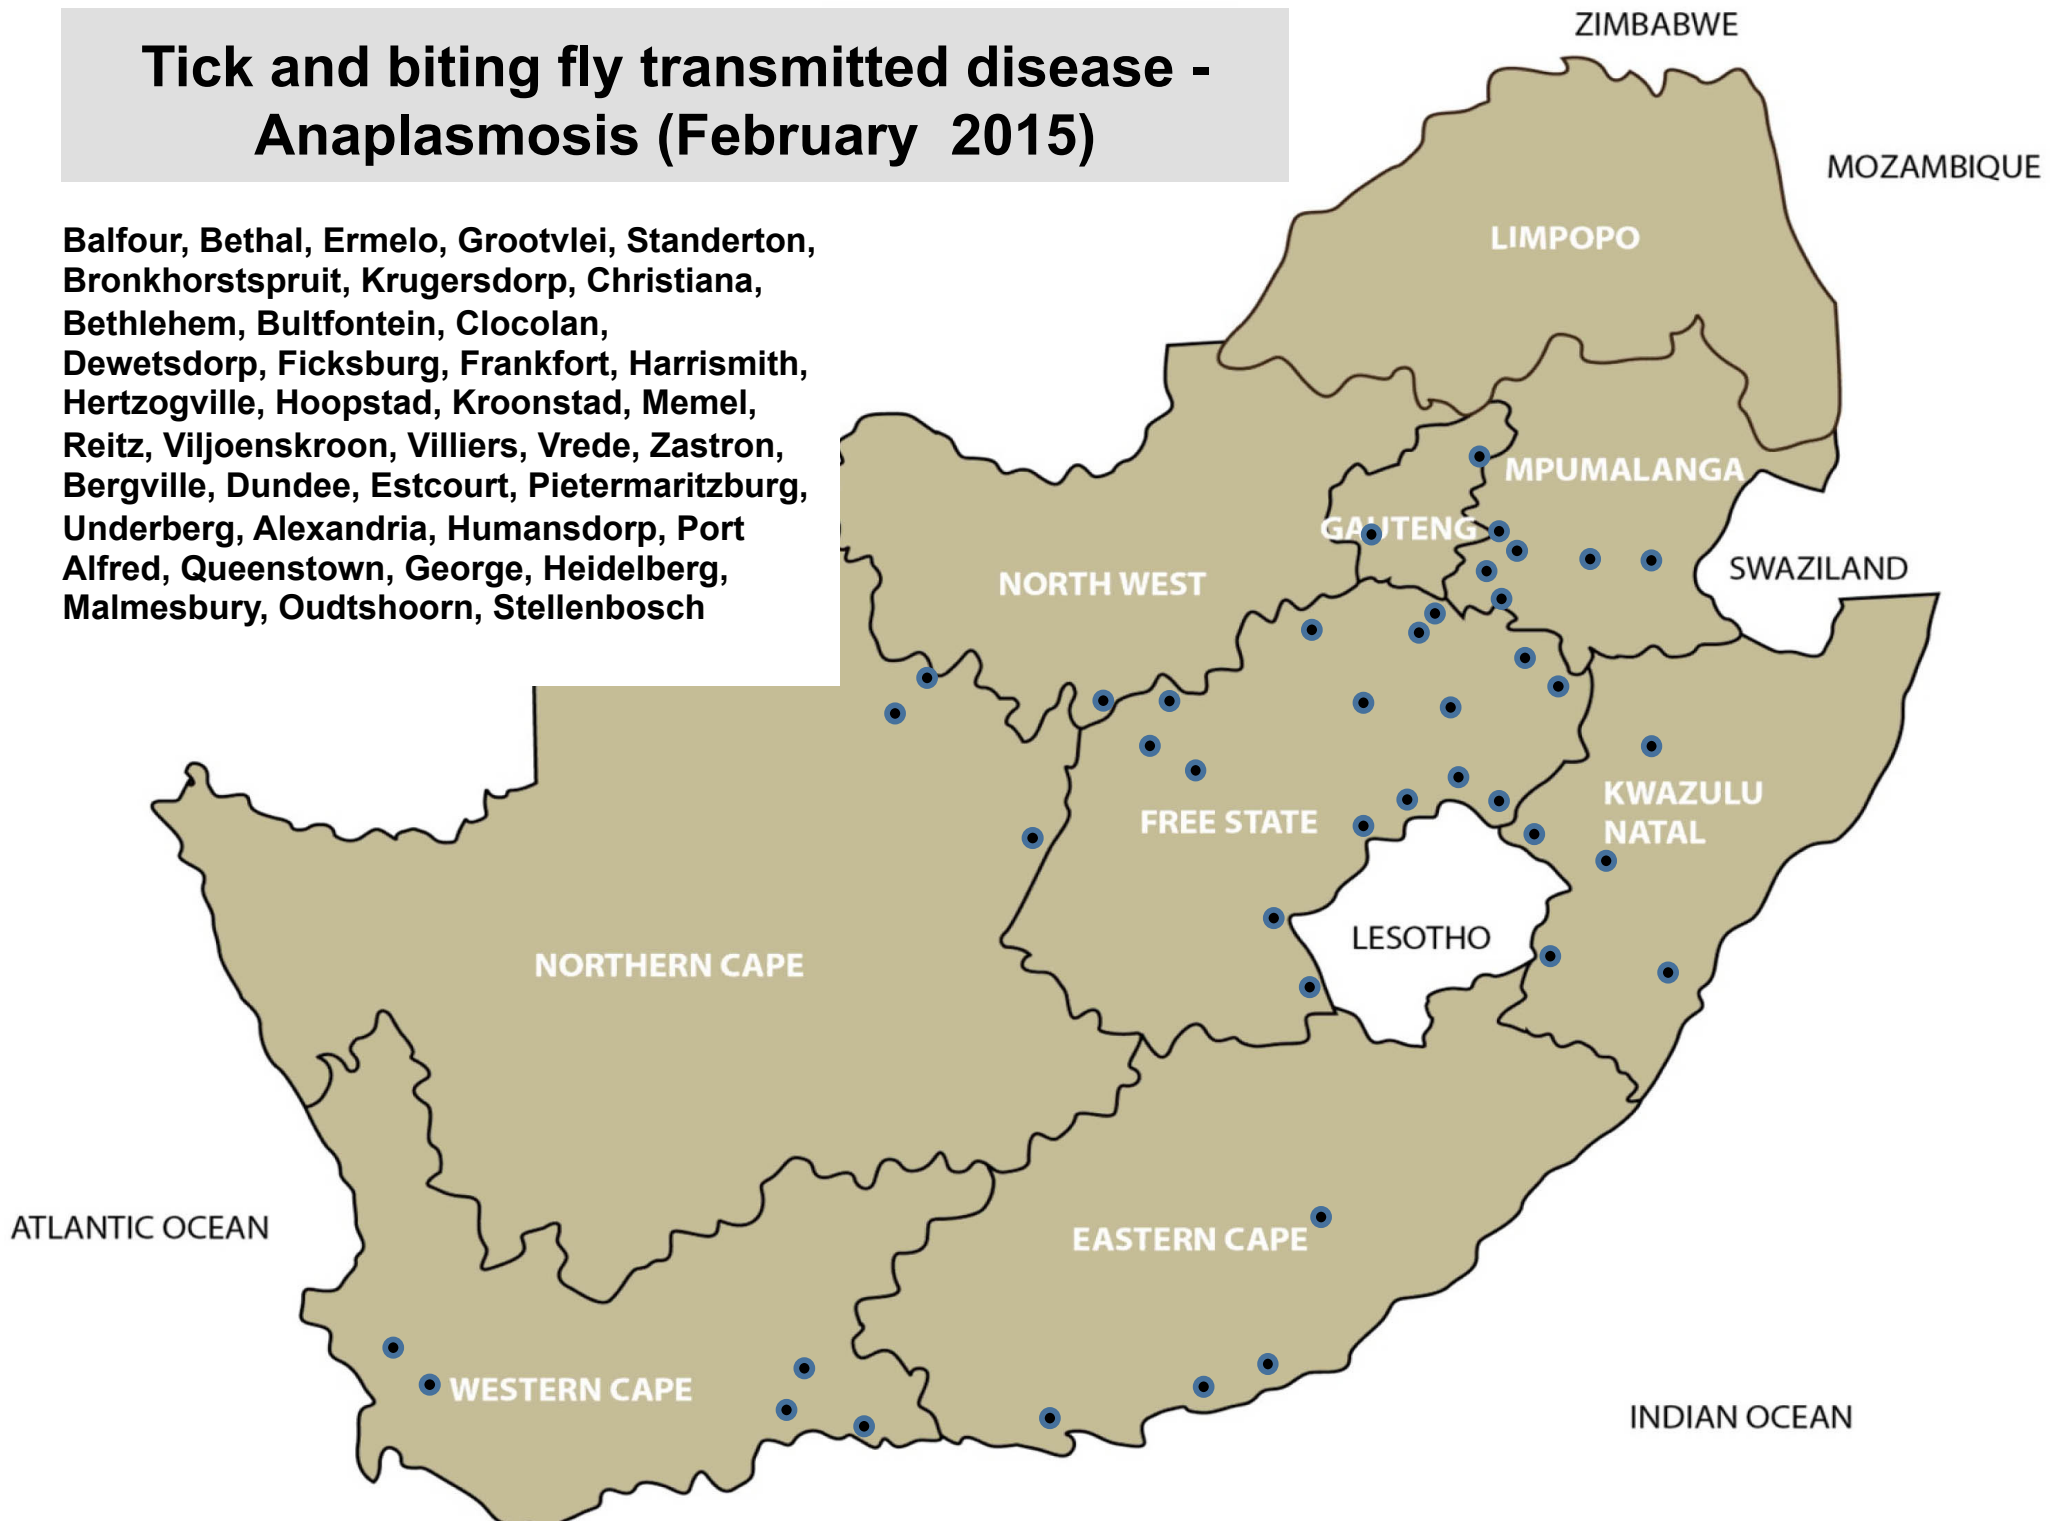 Tick and biting fly transmitted disease -
Anaplasmosis (February  2015)
Balfour, Bethal, Ermelo, Grootvlei, Standerton,
Bronkhorstspruit, Krugersdorp, Christiana,
Bethlehem, Bultfontein, Clocolan,
Dewetsdorp, Ficksburg, Frankfort, Harrismith,
Hertzogville, Hoopstad, Kroonstad, Memel,
Reitz, Viljoenskroon, Villiers, Vrede, Zastron,
Bergville, Dundee, Estcourt, Pietermaritzburg,
Underberg, Alexandria, Humansdorp, Port
Alfred, Queenstown, George, Heidelberg,
Malmesbury, Oudtshoorn, Stellenbosch
ZIMBABWE
MOZAMBIQUE
LIMPOPO
MPUMALANGA
GAUTENG
SWAZILAND
NORTH WEST
KWAZULU
NATAL
FREE STATE
LESOTHO
NORTHERN CAPE
ATLANTIC OCEAN
EASTERN CAPE
WESTERN CAPE
INDIAN OCEAN